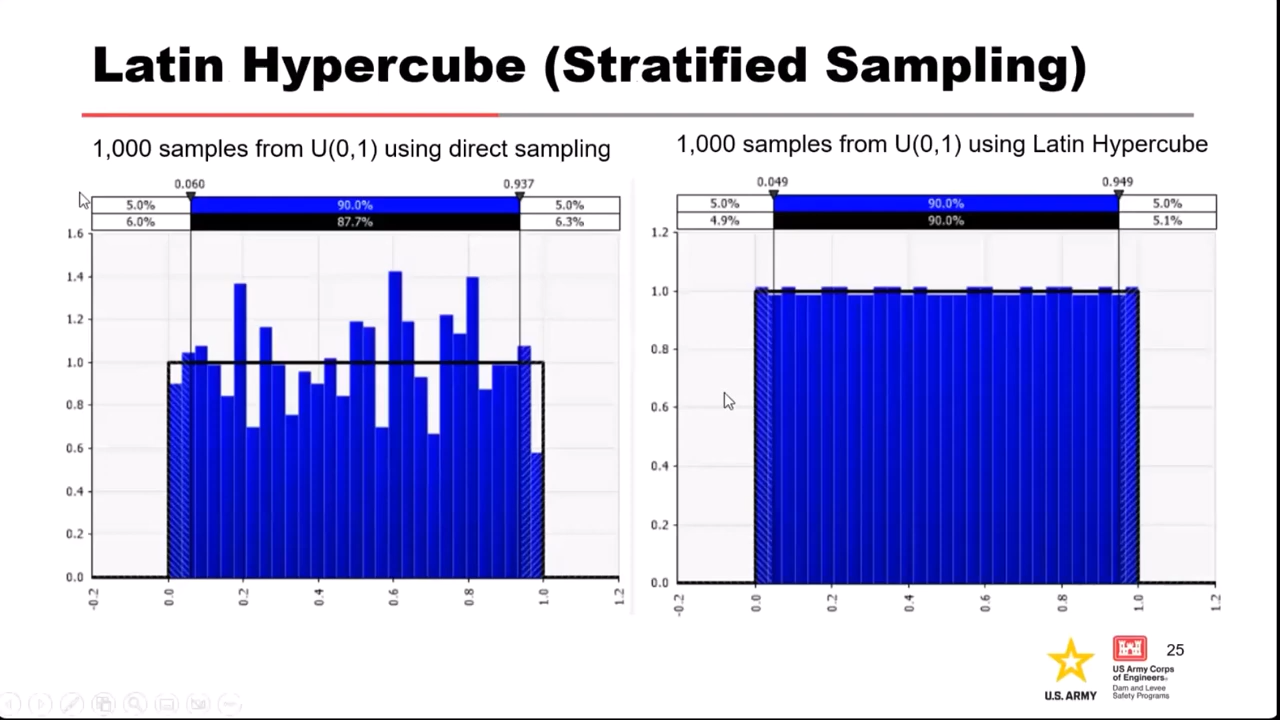 Latin Hypercube (Stratified Sampling)
1,000 samples from U(0,1) using direct sampling
0.060 0.937
5.0% 90.0% 5.0%
6.0% 87.7% 6.3%
1.6
1.4
1.2
1.0
0.8
0.6
0.4
0.2
0.0
-0.2 0.0 0.2 0.4 0.6 0.8 1.0 1.2
1,000 samples from U(0,1) using Latin Hypercube
0.049 0.949
5.0% 90.0% 5.0%
4.9% 90.0% 5.1%
1.2
1.0
0.8
0.6
0.4
0.2
0.0
-0.2 0.0 0.2 0.4 0.6 0.8 1.0 1.2
U.S. ARMY
US Army Corps
of Engineers®
Dam and Levee
Safety Programs
25